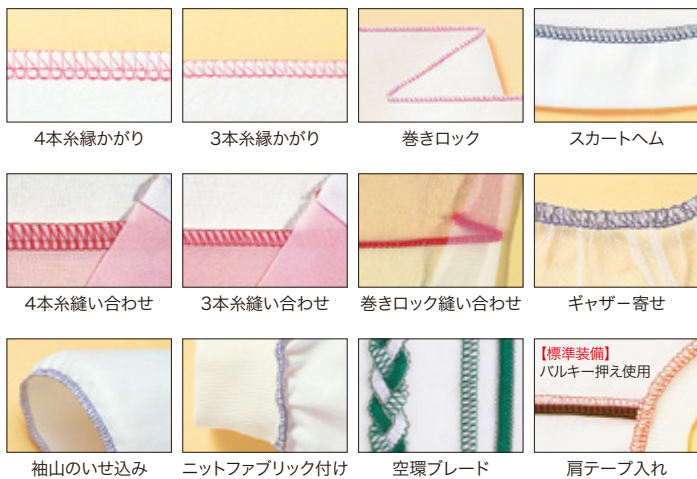 4本糸縁かがり
3本糸縁かがり
巻きロック
スカートヘム
4本糸縫い合わせ
3本糸縫い合わせ
巻きロック縫い合わせ
ギャザー寄せ
【標準装備】
バルキー押え使用
袖山のいせ込み
ニットファブリック付け
空環ブレード
肩テープ入れ